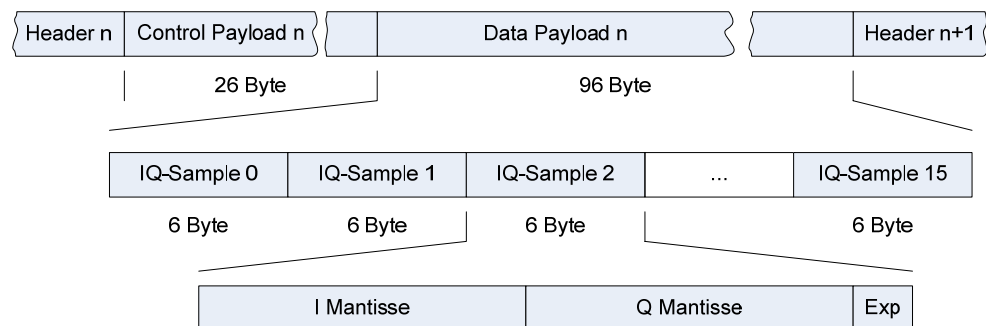 Header n Control Payload n Data Payload n Header n+1
26 Byte 96 Byte
IQ-Sample 0 IQ-Sample 1 IQ-Sample 2 ... IQ-Sample 15
6 Byte 6 Byte 6 Byte 6 Byte
I Mantisse Q Mantisse Exp